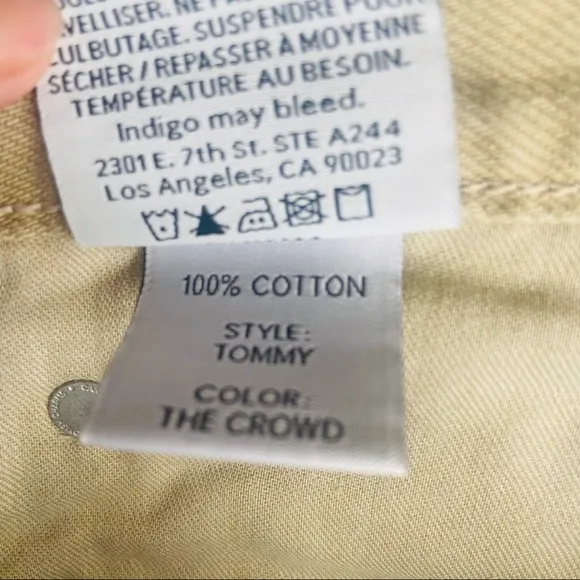 NE
CULBUTAGE. SUSPENDRE POUR
SÉCHER / REPASSER À MOYENNE
TEMPÉRATURE AU BESOIN.
Indigo may bleed.
2301 E. 7th St. STE A244
Los Angeles, CA 90023
100% COTTON
STYLE:
TOMMY
COLOR:
THE CROWD